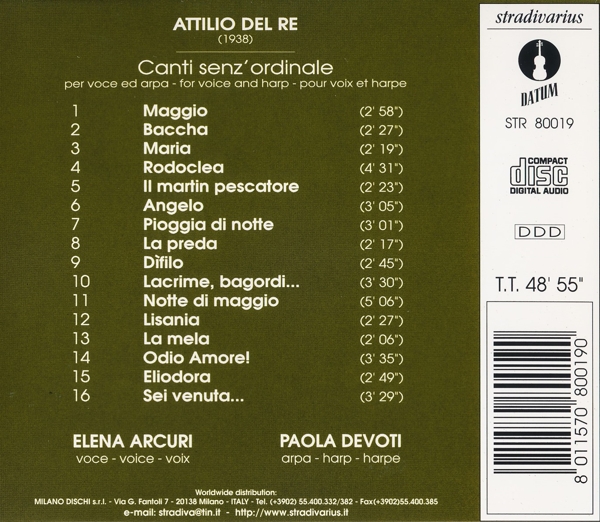 ATTILIO DEL RE
(1938)
Canti senz'ordinale
per voce ed arpa - for voice and harp - pour voix et harpe
1 Maggio (2' 58")
2 Baccha (2' 27")
3 Maria (2' 19")
4 Rodoclea (4' 31")
5 Il martin pescatore (2' 23")
6 Angelo (3' 05")
7 Pioggia di notte (3' 01")
8 La preda (2' 17")
9 Dìfilo (2' 45")
10 Lacrime, bagordi... (3' 30")
11 Notte di maggio (5' 06")
12 Lisania (2' 27")
13 La mela (2' 06")
14 Odio Amore! (3' 35")
15 Eliodora (2' 49")
16 Sei venuta... (3' 29")
ELENA ARCURI PAOLA DEVOTI
voce - voice - voix arpa - harp - harpe
Worldwide distribution:
MILANO DISCHI s.r.l. - Via G. Fantoli 7 - 20138 Milano - ITALY - Tel. (+3902) 55.400.332/382 - Fax(+3902)55.400.385
e-mail: stradiva@tin.it - http://www.stradivarius.it
stradivarius
DATUM
STR 80019
COMPACT
disc
DIGITAL AUDIO
DDD
T.T. 48' 55"
8 011570 800190